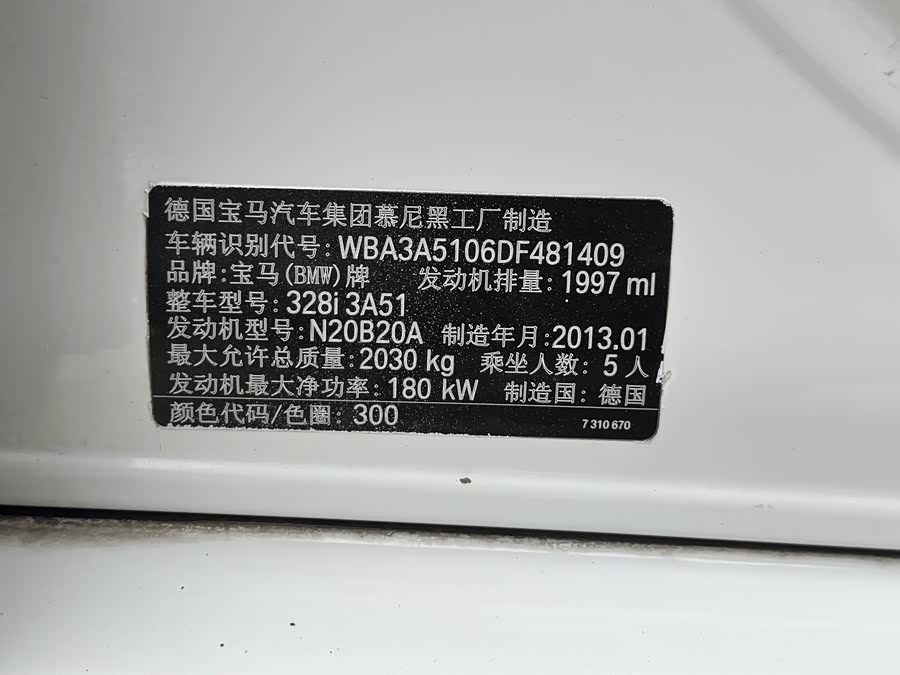 德国宝马汽车集团慕尼黑工厂制造
车辆识别代号: WBA3A5106DF481409
品牌: 宝马(BMW)牌 发动机排量: 1997 ml
整车型号: 328i 3A51
发动机型号: N20B20A 制造年月: 2013.01
最大允许总质量: 2030 kg 乘坐人数: 5 人
发动机最大净功率: 180 kW 制造国: 德国
颜色代码/色圈: 300 7 310 670